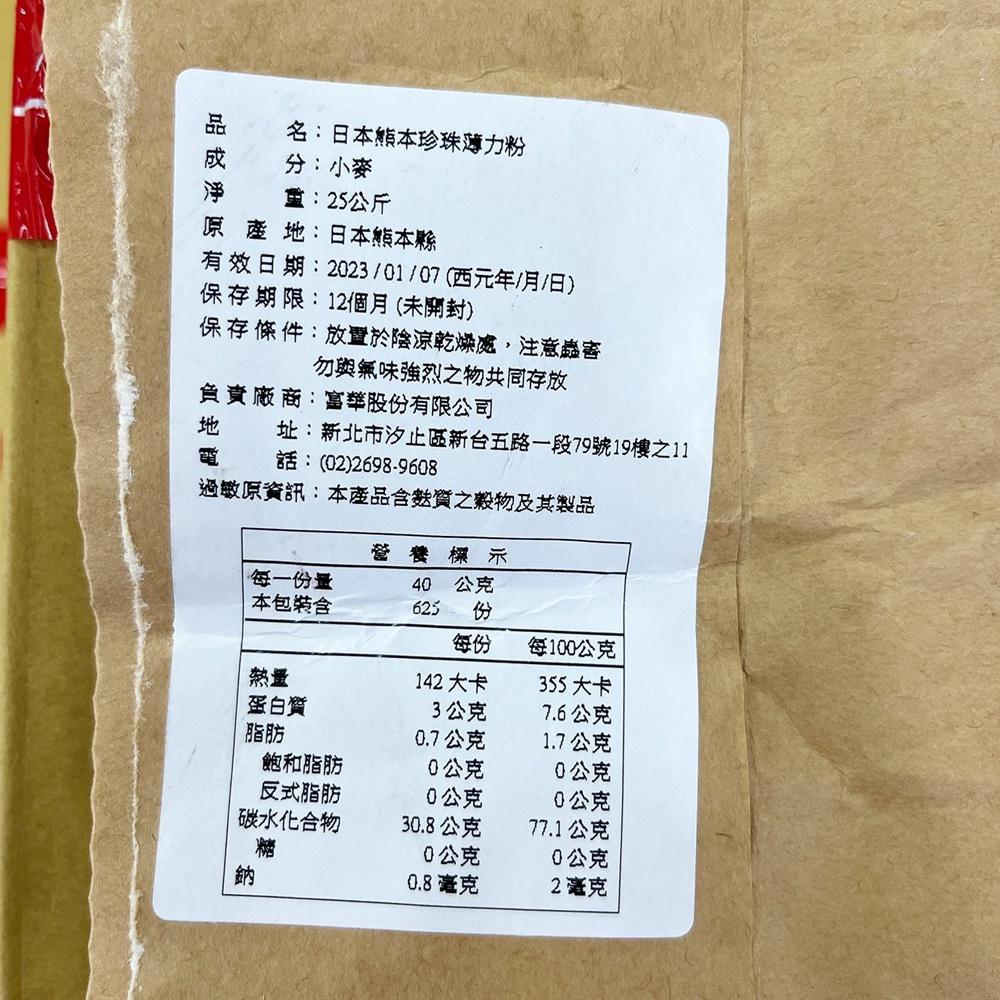 品名：日本熊本珍珠薄力粉
成分：小麥
淨重：25公斤
原產地：日本熊本縣
有效日期：2023/01/07 (西元年/月/日)
保存期限：12個月 (未開封)
保存條件：放置於陰涼乾燥處，注意蟲害
勿與氣味強烈之物共同存放
負責廠商：富華股份有限公司
地址：新北市汐止區新台五路一段79號19樓之11
電話：(02)2698-9608
過敏原資訊：本產品含麩質之穀物及其製品
營養標示
每一份量 40 公克
本包裝含 625 份
每份 每100公克
熱量 142 大卡 355 大卡
蛋白質 3 公克 7.6 公克
脂肪 0.7 公克 1.7 公克
飽和脂肪 0 公克 0 公克
反式脂肪 0 公克 0 公克
碳水化合物 30.8 公克 77.1 公克
糖 0 公克 0 公克
鈉 0.8 毫克 2 毫克